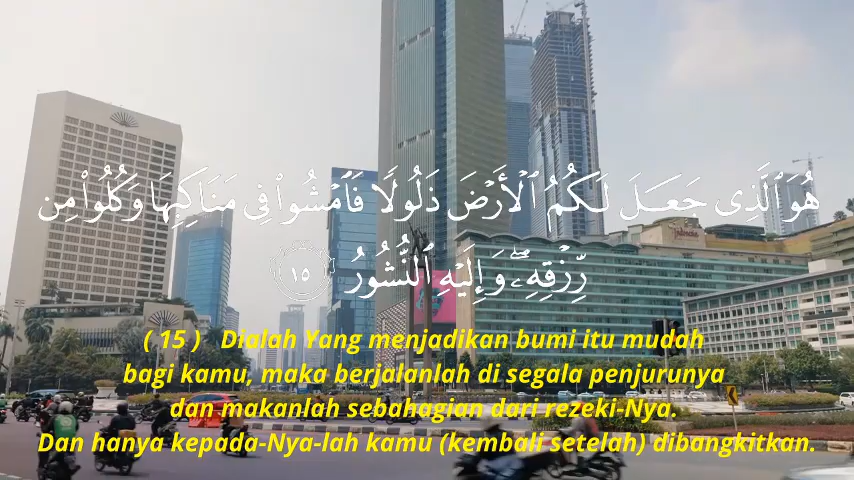 هُوَ ٱلَّذِى جَعَلَ لَكُمُ ٱلْأَرْضَ ذَلُولًا فَٱمْشُوا۟ فِى مَنَاكِبِهَا وَكُلُوا۟ مِن
رِّزْقِهِۦ ۖ وَإِلَيْهِ ٱلنُّشُورُ ١٥
( 15 ) Dialah Yang menjadikan bumi itu mudah
bagi kamu, maka berjalanlah di segala penjurunya
dan makanlah sebahagian dari rezeki-Nya.
Dan hanya kepada-Nya-lah kamu (kembali setelah) dibangkitkan.